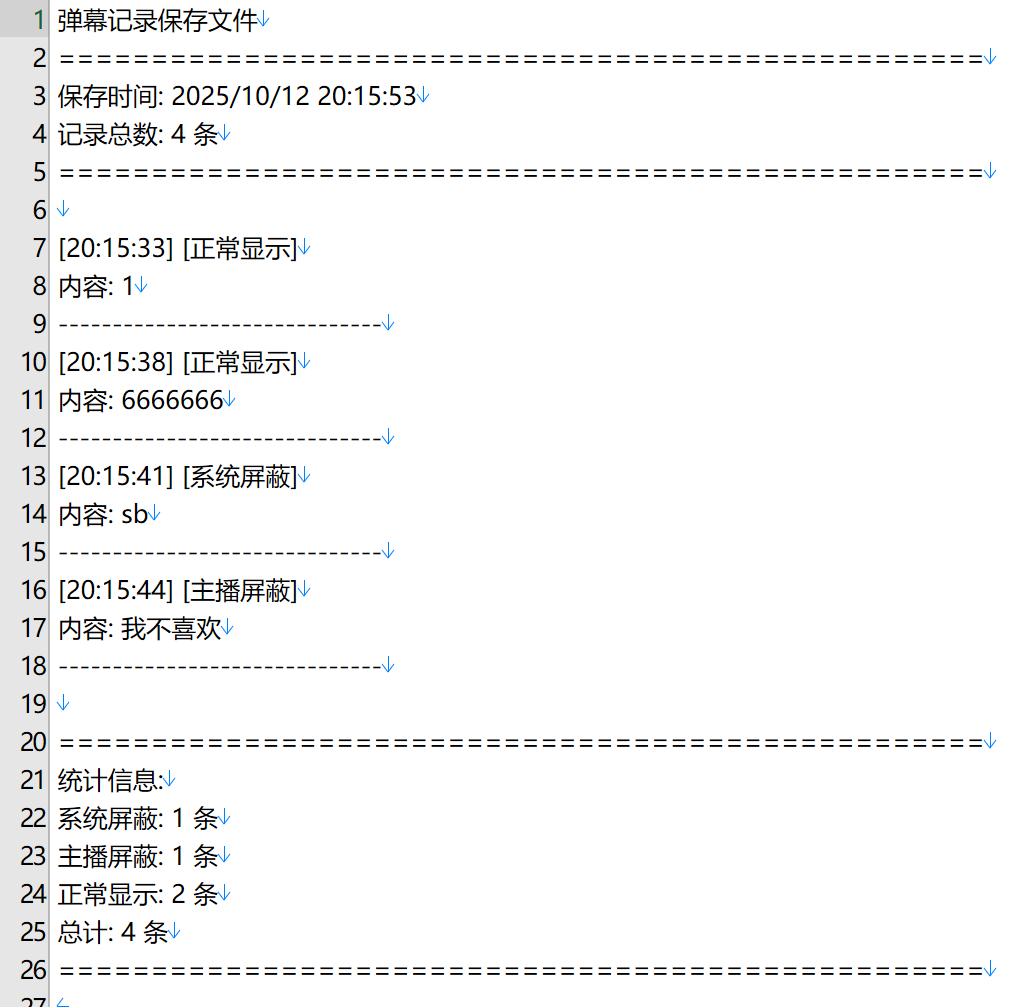 1 弹幕记录保存文件↓
2 ==================================================↓
3 保存时间: 2025/10/12 20:15:53↓
4 记录总数: 4 条↓
5 ==================================================↓
6 ↓
7 [20:15:33] [正常显示]↓
8 内容: 1↓
9 ------------------------------↓
10 [20:15:38] [正常显示]↓
11 内容: 6666666↓
12 ------------------------------↓
13 [20:15:41] [系统屏蔽]↓
14 内容: sb↓
15 ------------------------------↓
16 [20:15:44] [主播屏蔽]↓
17 内容: 我不喜欢↓
18 ------------------------------↓
19 ↓
20 ==================================================↓
21 统计信息:↓
22 系统屏蔽: 1 条↓
23 主播屏蔽: 1 条↓
24 正常显示: 2 条↓
25 总计: 4 条↓
26 ==================================================↓
27 ←